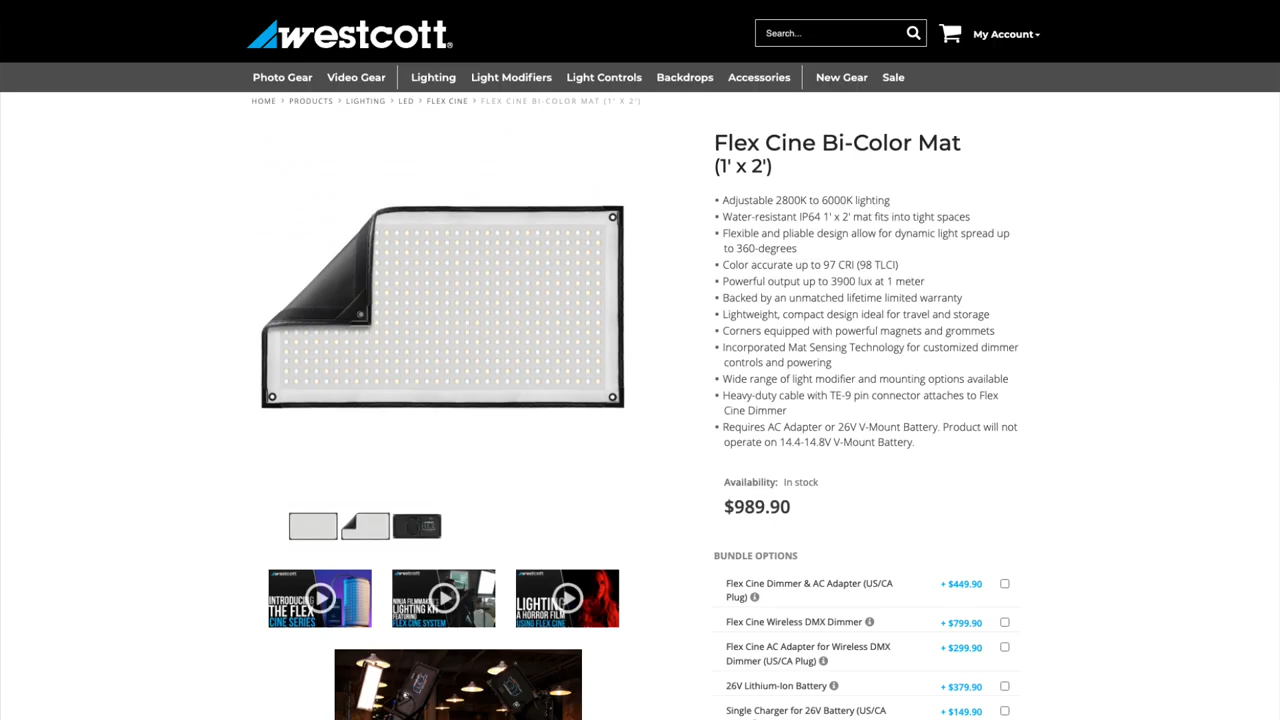 westcott
Search...
My Account
Photo Gear Video Gear Lighting Light Modifiers Light Controls Backdrops Accessories New Gear Sale
HOME > PRODUCTS > LIGHTING > LED > FLEX CINE > FLEX CINE BI-COLOR MAT (1' X 2')
Flex Cine Bi-Color Mat
(1' x 2')
• Adjustable 2800K to 6000K lighting
• Water-resistant IP64 1' x 2' mat fits into tight spaces
• Flexible and pliable design allow for dynamic light spread up
to 360-degrees
• Color accurate up to 97 CRI (98 TLCI)
• Powerful output up to 3900 lux at 1 meter
• Backed by an unmatched lifetime limited warranty
• Lightweight, compact design ideal for travel and storage
• Corners equipped with powerful magnets and grommets
• Incorporated Mat Sensing Technology for customized dimmer
controls and powering
• Wide range of light modifier and mounting options available
• Heavy-duty cable with TE-9 pin connector attaches to Flex
Cine Dimmer
• Requires AC Adapter or 26V V-Mount Battery. Product will not
operate on 14.4-14.8V V-Mount Battery.
Availability: In stock
$989.90
BUNDLE OPTIONS
Flex Cine Dimmer & AC Adapter (US/CA
Plug)
+ $449.90
Flex Cine Wireless DMX Dimmer
+ $799.90
Flex Cine AC Adapter for Wireless DMX
Dimmer (US/CA Plug)
+ $299.90
26V Lithium-Ion Battery
+ $379.90
Single Charger for 26V Battery (US/CA
+ $149.90
westcott
INTRODUCING
THE FLEX
CINE SERIES
westcott
NINJA FILMMAKER'S
LIGHTING KIT
FEATURING
FLEX CINE SYSTEM
westcott
LIGHTING
A HORROR FILM
USING FLEX CINE